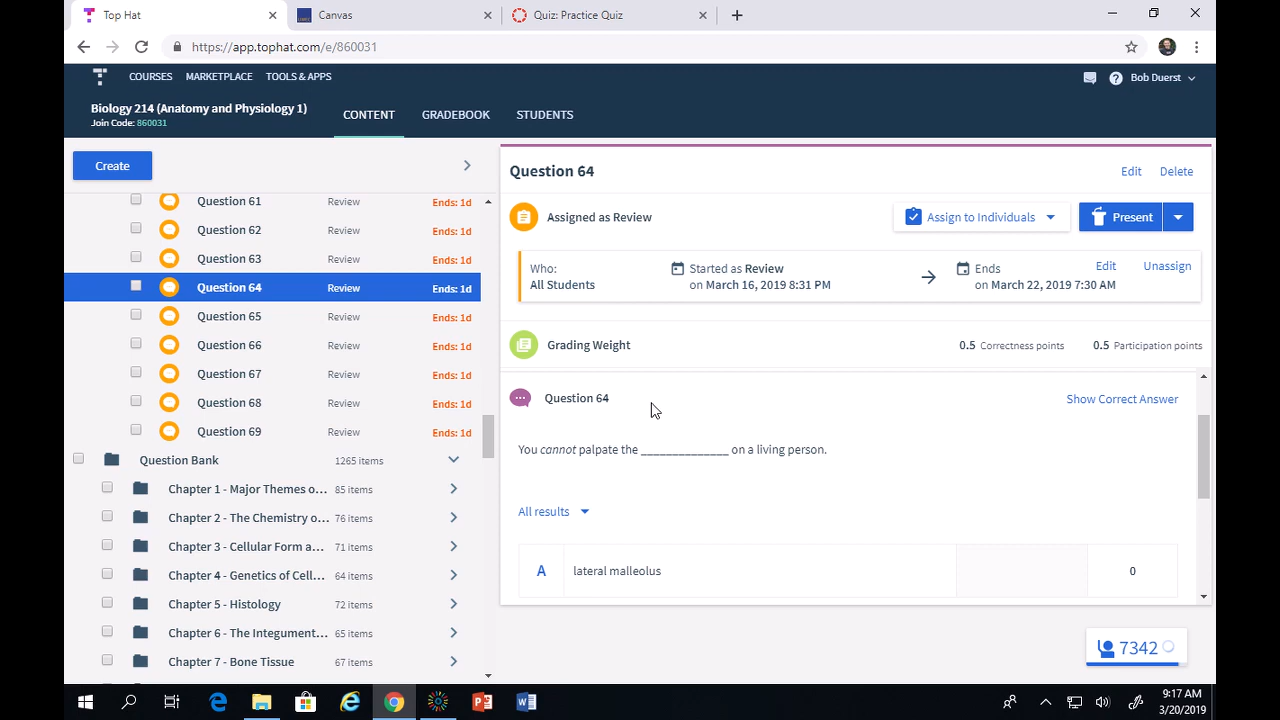 Top Hat
Canvas
Quiz: Practice Quiz
https://app.tophat.com/e/860031
COURSES MARKETPLACE TOOLS & APPS
Bob Duerst
Biology 214 (Anatomy and Physiology 1)
Join Code: 860031
CONTENT GRADEBOOK STUDENTS
Create
Question 61 Review Ends: 1d
Question 62 Review Ends: 1d
Question 63 Review Ends: 1d
Question 64 Review Ends: 1d
Question 65 Review Ends: 1d
Question 66 Review Ends: 1d
Question 67 Review Ends: 1d
Question 68 Review Ends: 1d
Question 69 Review Ends: 1d
Question Bank 1265 items
Chapter 1 - Major Themes o... 85 items
Chapter 2 - The Chemistry o... 76 items
Chapter 3 - Cellular Form a... 71 items
Chapter 4 - Genetics of Cell... 64 items
Chapter 5 - Histology 72 items
Chapter 6 - The Integument... 65 items
Chapter 7 - Bone Tissue 67 items
Question 64
Edit Delete
Assigned as Review
Assign to Individuals
Present
Who:
All Students
Started as Review
on March 16, 2019 8:31 PM
Ends
on March 22, 2019 7:30 AM
Edit Unassign
Grading Weight
0.5 Correctness points 0.5 Participation points
Question 64
Show Correct Answer
You cannot palpate the ______________ on a living person.
All results
A lateral malleolus 0
7342
9:17 AM
3/20/2019